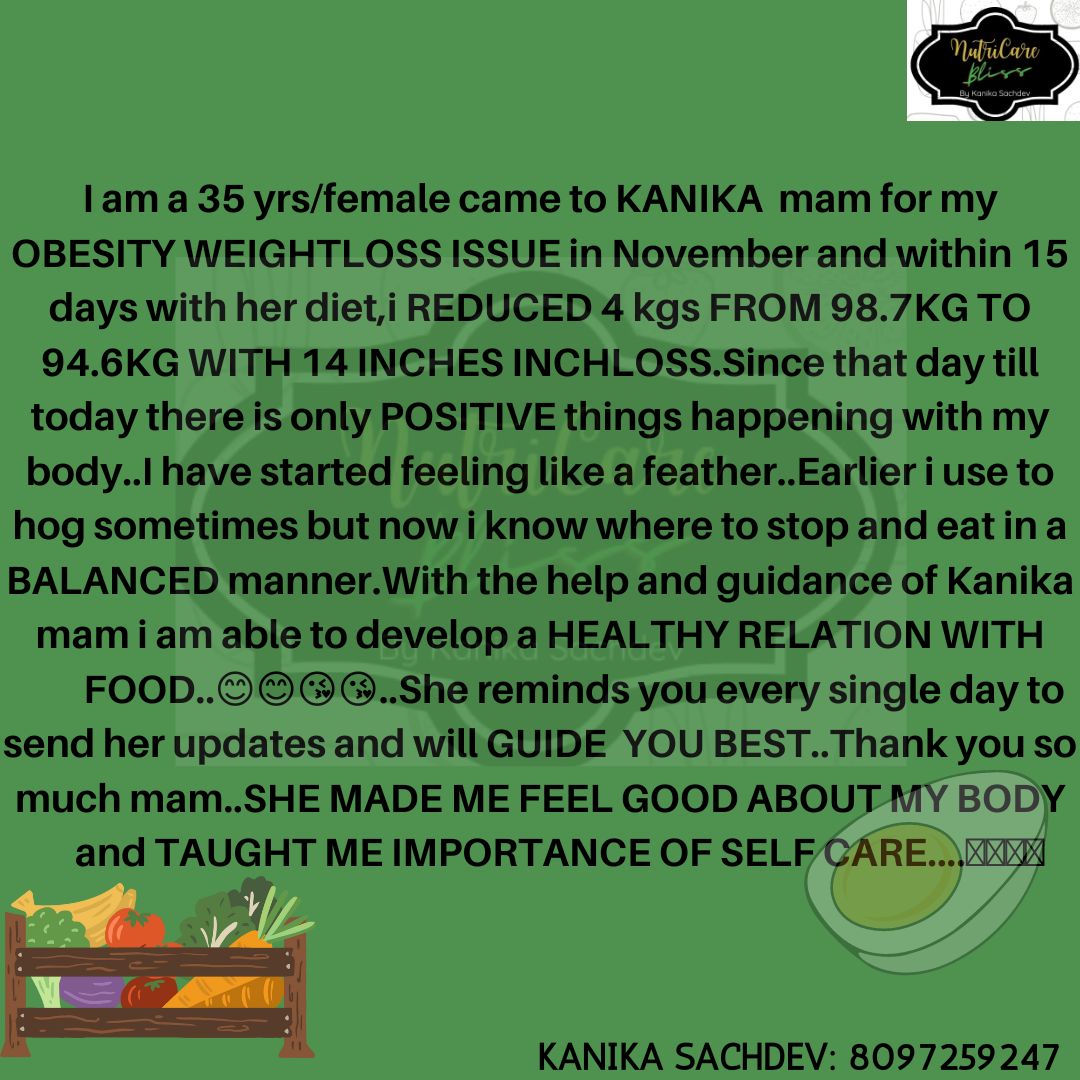 NutriCare
Bliss
By Kanika Sachdev
I am a 35 yrs/female came to KANIKA  mam for my
OBESITY WEIGHTLOSS ISSUE in November and within 15
days with her diet,i REDUCED 4 kgs FROM 98.7KG TO
94.6KG WITH 14 INCHES INCHLOSS.Since that day till
today there is only POSITIVE things happening with my
body..I have started feeling like a feather..Earlier i use to
hog sometimes but now i know where to stop and eat in a
BALANCED manner.With the help and guidance of Kanika
mam i am able to develop a HEALTHY RELATION WITH
FOOD..😊😊😘😘..She reminds you every single day to
send her updates and will GUIDE  YOU BEST..Thank you so
much mam..SHE MADE ME FEEL GOOD ABOUT MY BODY
and TAUGHT ME IMPORTANCE OF SELF CARE....
NutriCare
Bliss
By Kanika Sachdev
KANIKA SACHDEV: 8097259247